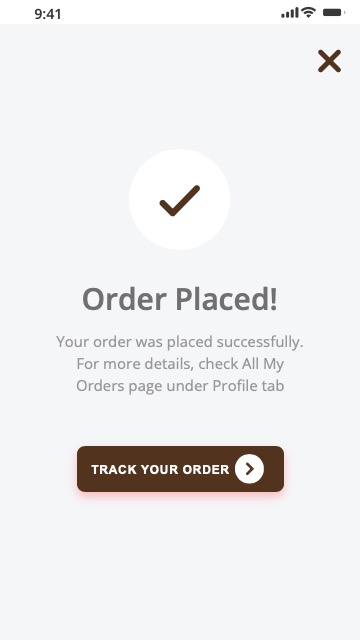 9:41
Order Placed!
Your order was placed successfully.
For more details, check All My
Orders page under Profile tab
TRACK YOUR ORDER